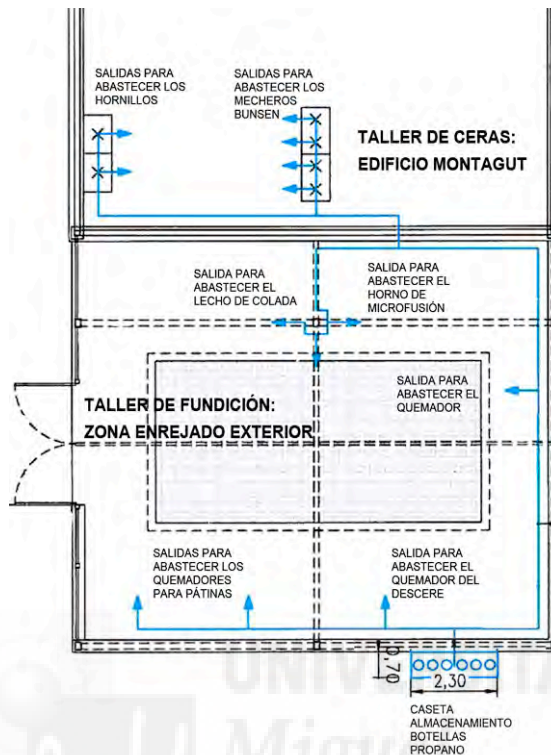 SALIDAS PARA
ABASTECER LOS
HORNILLOS
SALIDAS PARA
ABASTECER LOS
MECHEROS
BUNSEN
TALLER DE CERAS:
EDIFICIO MONTAGUT
SALIDA PARA
ABASTECER EL
LECHO DE COLADA
SALIDA PARA
ABASTECER EL
HORNO DE
MICROFUSIÓN
SALIDA PARA
ABASTECER EL
QUEMADOR
TALLER DE FUNDICIÓN:
ZONA ENREJADO EXTERIOR
SALIDAS PARA
ABASTECER LOS
QUEMADORES
PARA PÁTINAS
SALIDA PARA
ABASTECER EL
QUEMADOR DEL
DESCERE
0,70
2,30
CASETA
ALMACENAMIENTO
BOTELLAS
PROPANO